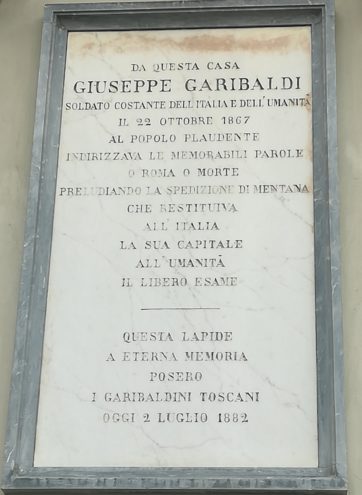 DA QUESTA CASA
GIUSEPPE GARIBALDI
SOLDATO COSTANTE DELL'ITALIA E DELL'UMANITÀ
IL 22 OTTOBRE 1867
AL POPOLO PLAUDENTE
INDIRIZZAVA LE MEMORABILI PAROLE
O ROMA O MORTE
PRELUDIANDO LA SPEDIZIONE DI MENTANA
CHE RESTITUIVA
ALL'ITALIA
LA SUA CAPITALE
ALL'UMANITÀ
IL LIBERO ESAME
QUESTA LAPIDE
A ETERNA MEMORIA
POSERO
I GARIBALDINI TOSCANI
OGGI 2 LUGLIO 1882